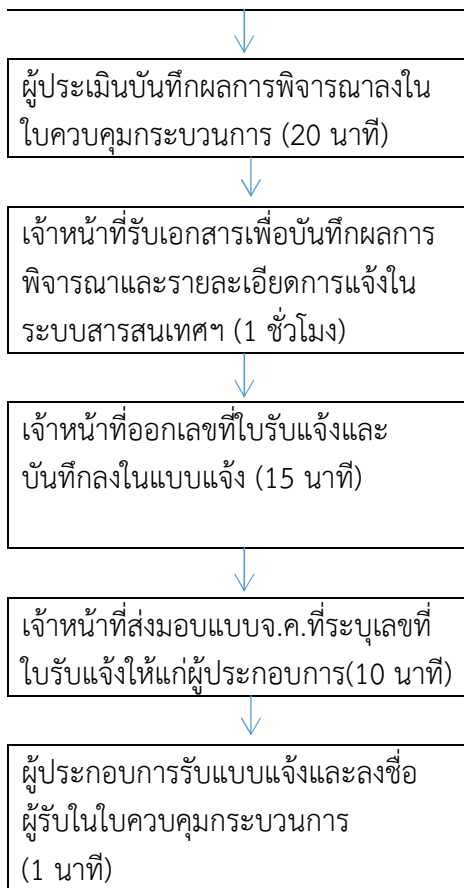 ผู้ประเมินบันทึกผลการพิจารณาลงใน
ใบควบคุมกระบวนการ (20 นาที)
เจ้าหน้าที่รับเอกสารเพื่อบันทึกผลการ
พิจารณาและรายละเอียดการแจ้งใน
ระบบสารสนเทศฯ (1 ชั่วโมง)
เจ้าหน้าที่ออกเลขที่ใบรับแจ้งและ
บันทึกลงในแบบแจ้ง (15 นาที)
เจ้าหน้าที่ส่งมอบแบบจ.ค.ที่ระบุเลขที่
ใบรับแจ้งให้แก่ผู้ประกอบการ(10 นาที)
ผู้ประกอบการรับแบบแจ้งและลงชื่อ
ผู้รับในใบควบคุมกระบวนการ
(1 นาที)